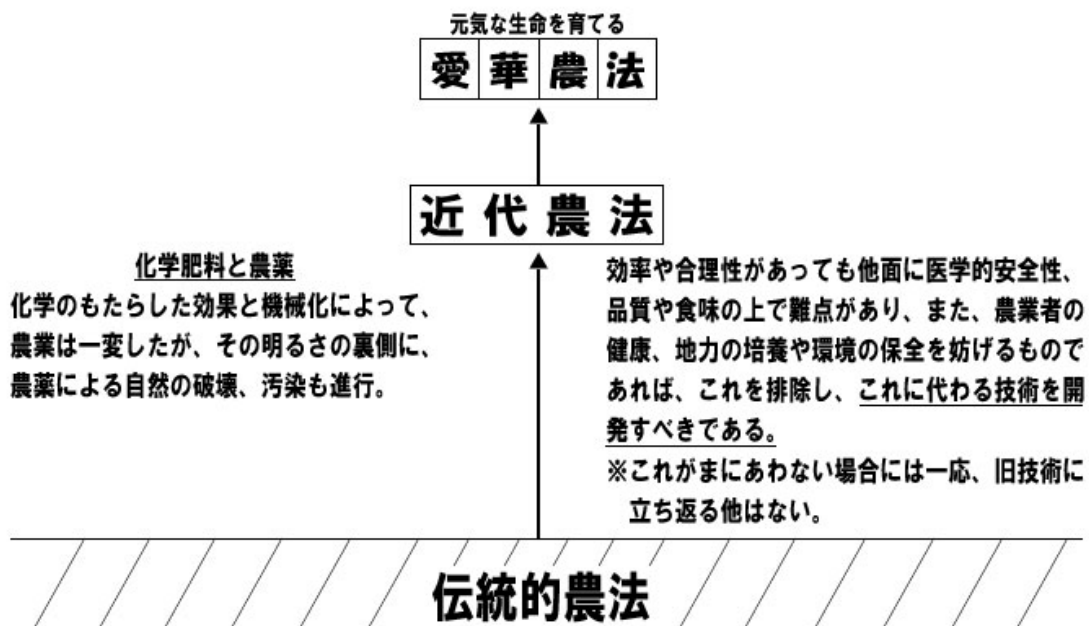 元気な生命を育てる
愛華農法
近代農法
化学肥料と農薬
化学のもたらした効果と機械化によって、
農業は一変したが、その明るさの裏側に、
農薬による自然の破壊、汚染も進行。
効率や合理性があっても他面に医学的安全性、
品質や食味の上で難点があり、また、農業者の
健康、地力の培養や環境の保全を妨げるもので
あれば、これを排除し、これに代わる技術を開
発すべきである。
※これがまにあわない場合には一応、旧技術に
立ち返る他はない。
伝統的農法